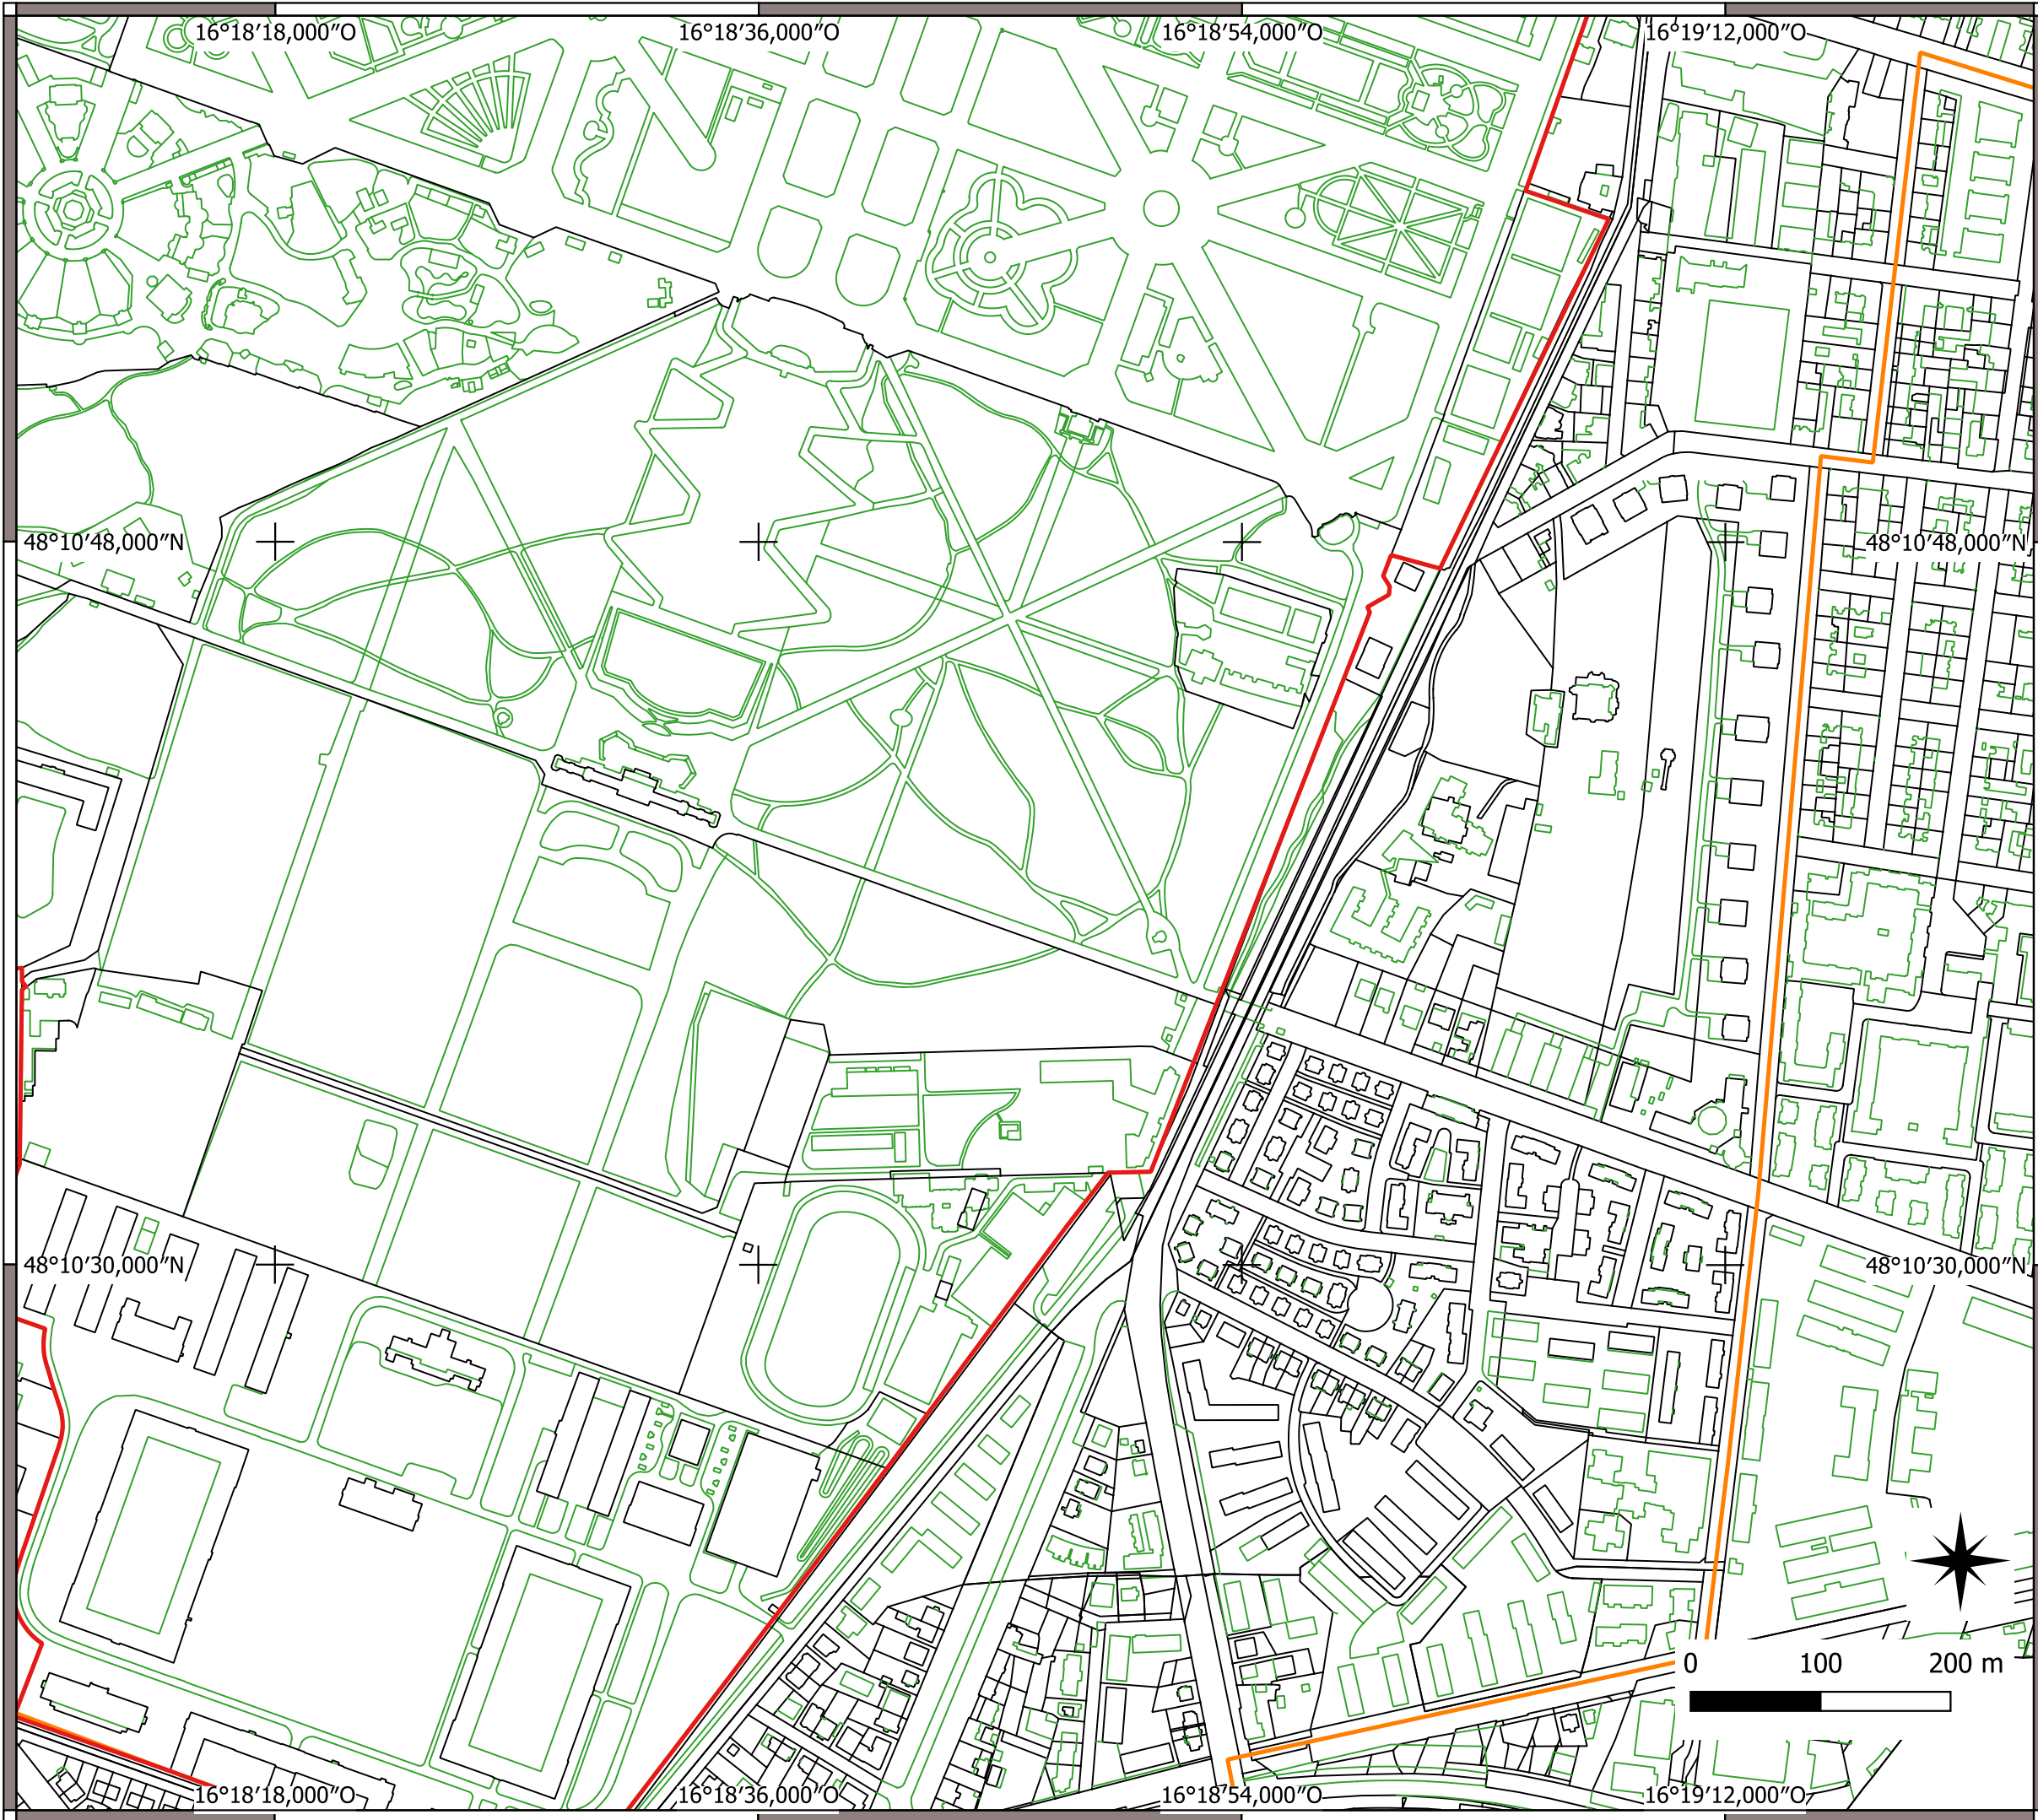 16°18′18,000″O 16°18′36,000″O 16°18′54,000″O 16°19′12,000″O
48°10′48,000″N 48°10′48,000″N
48°10′30,000″N 48°10′30,000″N
0 100 200 m
16°18′18,000″O 16°18′36,000″O 16°18′54,000″O 16°19′12,000″O